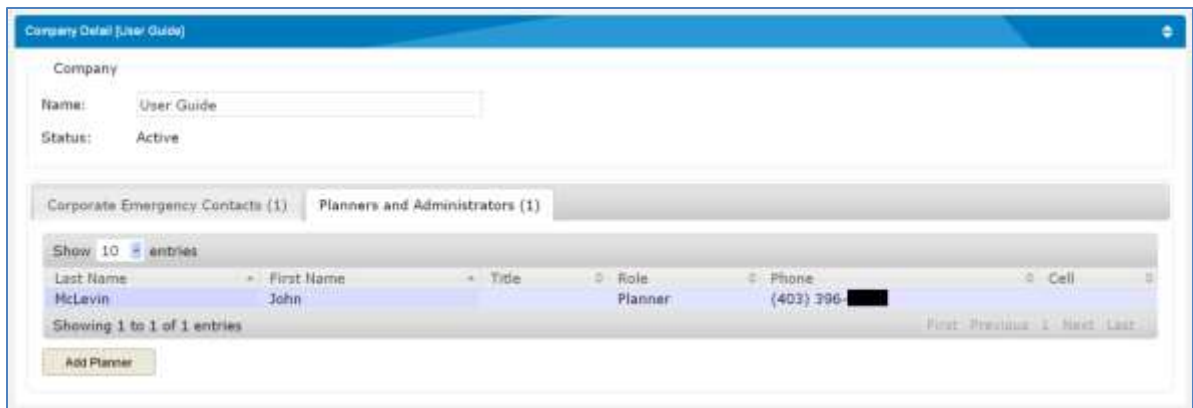 Company Detail [User Guide]
Company
Name: User Guide
Status: Active
Corporate Emergency Contacts (1) Planners and Administrators (1)
Show 10 entries
Last Name First Name Title Role Phone Cell
McLevin John Planner (403) 396-
Showing 1 to 1 of 1 entries First Previous 1 Next Last
Add Planner